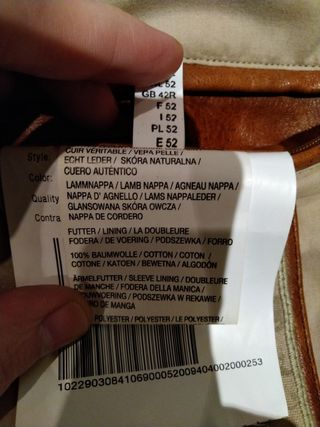 52
GB 42R
F 52
I 52
PL 52
E 52
Style:
Color:
Quality
Contra
CUIR VÉRITABLE / VERA PELLE /
ECHT LEDER / SKÓRA NATURALNA /
CUERO AUTÉNTICO
LAMMNAPPA / LAMB NAPPA / AGNEAU NAPPA /
NAPPA D' AGNELLO / LAMS NAPPALEDER /
GLANSOWANA SKÓRA OWCZA /
NAPPA DE CORDERO
FUTTER / LINING / LA DOUBLEURE
FODERA / DE VOERING / PODSZEWKA / FORRO
100% BAUMWOLLE / COTTON / COTON /
COTONE / KATOEN / BEWEŁNA / ALGODÓN
ÄRMELFUTTER / SLEEVE LINING / DOUBLEURE
DE MANCHE / FODERA DELLA MANICA /
PODSZEWKA W REKAWIE /
DE MANGA
POLYESTER / POLYESTER / LE POLYESTER /
1022903084106900052009404002000253